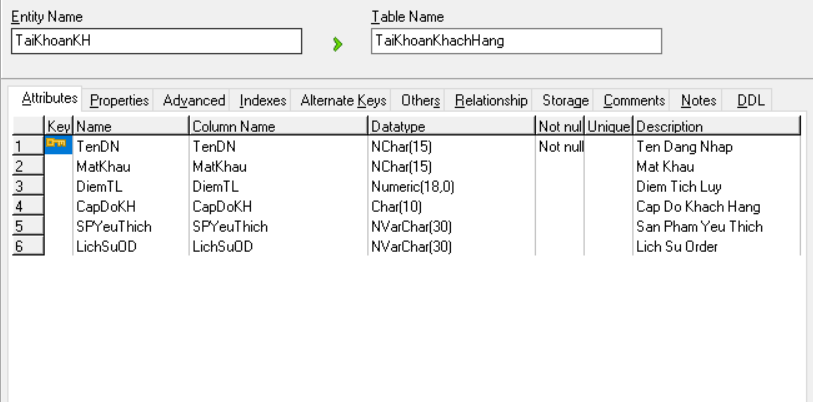 Entity Name Table Name
TaiKhoanKH TaiKhoanKhachHang
Attributes Properties Advanced Indexes Alternate Keys Others Relationship Storage Comments Notes DDL
Key Name Column Name Datatype Not nul Unique Description
1 TenDN TenDN NChar(15) Not null Ten Dang Nhap
2 MatKhau MatKhau NChar(15) Mat Khau
3 DiemTL DiemTL Numeric(18,0) Diem Tich Luy
4 CapDoKH CapDoKH Char(10) Cap Do Khach Hang
5 SPYeuThich SPYeuThich NVarChar(30) San Pham Yeu Thich
6 LichSuOD LichSuOD NVarChar(30) Lich Su Order